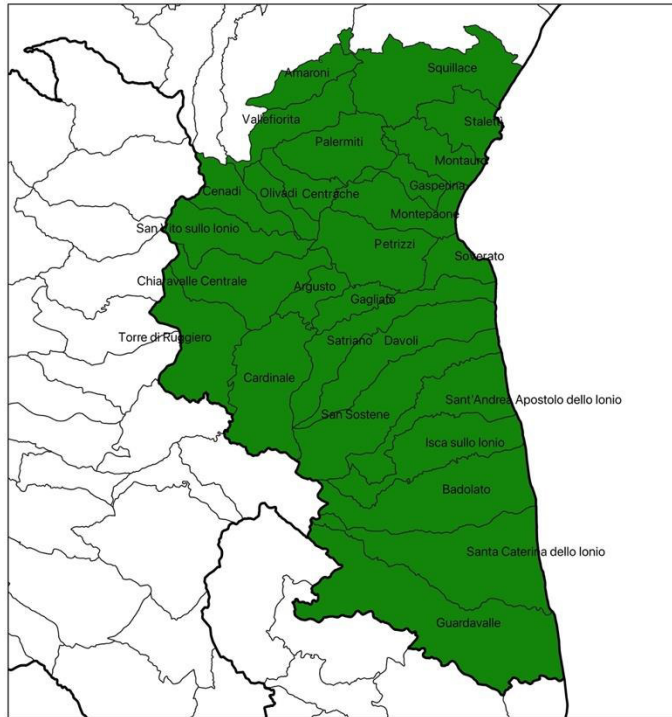 Amaroni
Squillace
Vallefiorita
Stalettì
Palermiti
Montauro
Gasperina
Cenadi
Olivadi
Centrache
Montepaone
San Vito sullo Ionio
Petrizzi
Soverato
Chiaravalle Centrale
Argusto
Gagliato
Torre di Ruggiero
Satriano
Davoli
Cardinale
Sant'Andrea Apostolo dello Ionio
San Sostene
Isca sullo Ionio
Badolato
Santa Caterina dello Ionio
Guardavalle